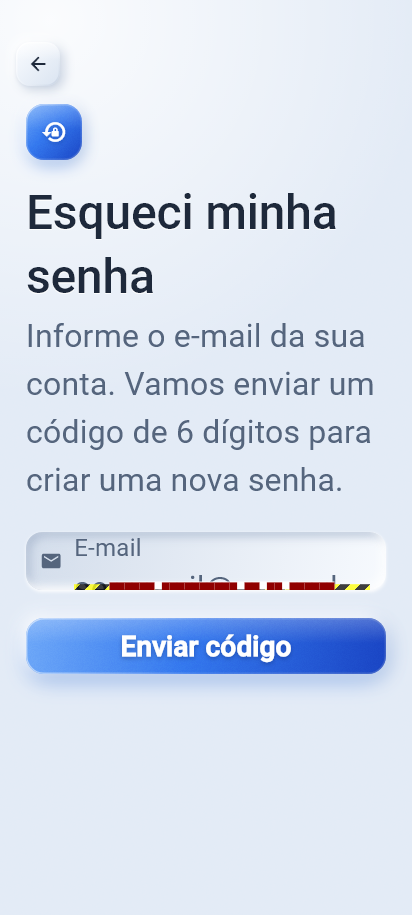 Esqueci minha
senha
Informe o e-mail da sua
conta. Vamos enviar um
código de 6 dígitos para
criar uma nova senha.
E-mail
Enviar código